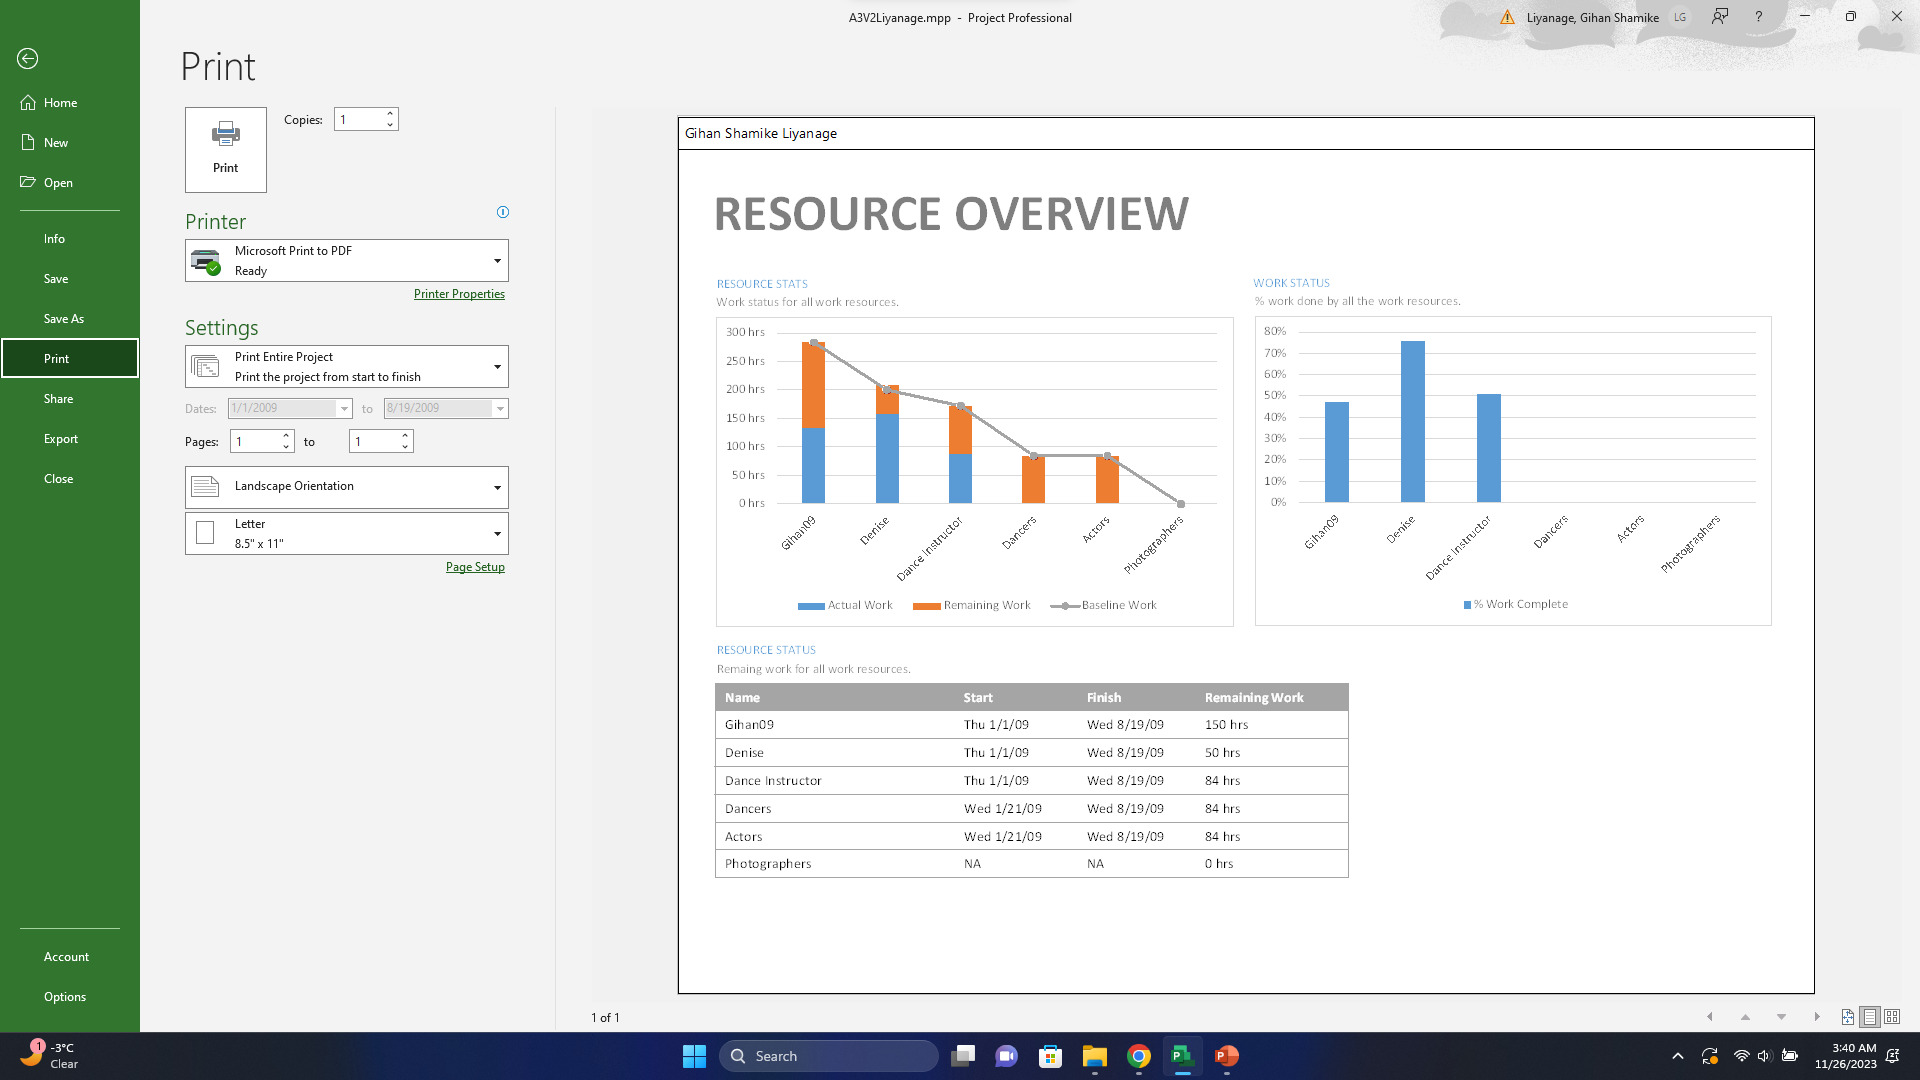 A3V2Liyanage.mpp - Project Professional
Liyanage, Gihan Shamike
LG
?
Home
New
Open
Info
Save
Save As
Print
Share
Export
Close
Account
Options
Print
Print
Copies: 1
Printer
Microsoft Print to PDF
Ready
Printer Properties
Settings
Print Entire Project
Print the project from start to finish
Dates: 1/1/2009 to 8/19/2009
Pages: 1 to 1
Landscape Orientation
Letter
8.5" x 11"
Page Setup
Gihan Shamike Liyanage
RESOURCE OVERVIEW
RESOURCE STATS
Work status for all work resources.
300 hrs
250 hrs
200 hrs
150 hrs
100 hrs
50 hrs
0 hrs
Gihan09
Denise
Dance Instructor
Dancers
Actors
Photographers
Actual Work
Remaining Work
Baseline Work
WORK STATUS
% work done by all the work resources.
80%
70%
60%
50%
40%
30%
20%
10%
0%
Gihan09
Denise
Dance Instructor
Dancers
Actors
Photographers
% Work Complete
RESOURCE STATUS
Remaing work for all work resources.
Name Start Finish Remaining Work
Gihan09 Thu 1/1/09 Wed 8/19/09 150 hrs
Denise Thu 1/1/09 Wed 8/19/09 50 hrs
Dance Instructor Thu 1/1/09 Wed 8/19/09 84 hrs
Dancers Wed 1/21/09 Wed 8/19/09 84 hrs
Actors Wed 1/21/09 Wed 8/19/09 84 hrs
Photographers NA NA 0 hrs
1 of 1
1
-3°C
Clear
Search
3:40 AM
11/26/2023